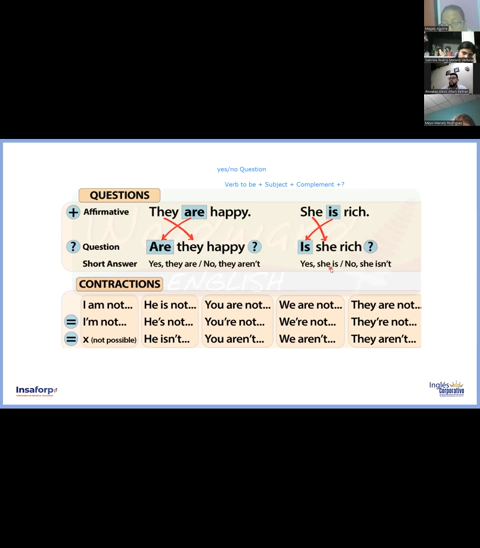 yes/no Question
Verb to be + Subject + Complement +?
QUESTIONS
+ Affirmative They are happy. She is rich.
? Question Are they happy ? Is she rich ?
Short Answer Yes, they are / No, they aren't Yes, she is / No, she isn't
ENGLISH
CONTRACTIONS
I am not... He is not... You are not... We are not... They are not...
= I'm not... He's not... You're not... We're not... They're not...
= X (not possible) He isn't... You aren't... We aren't... They aren't...
Insaforp
Inglés
Corporativo